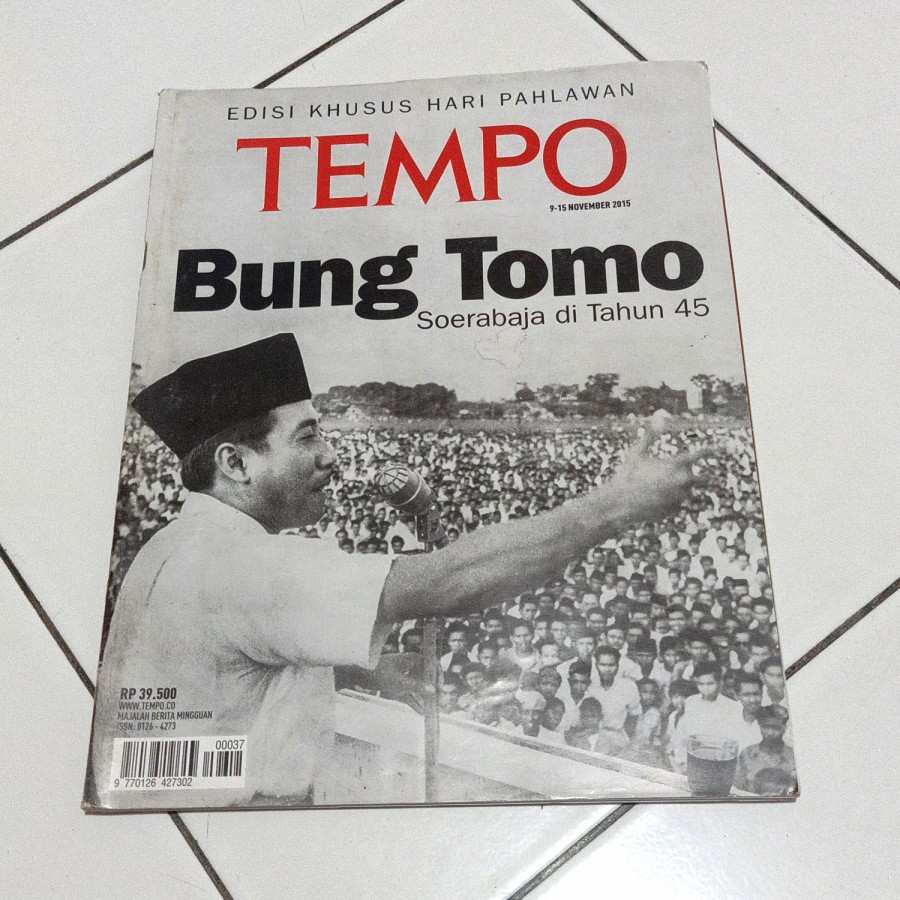 EDISI KHUSUS HARI PAHLAWAN
TEMPO
9-15 NOVEMBER 2015
Bung Tomo
Soerabaja di Tahun 45
RP 39.500
WWW.TEMPO.CO
MAJALAH BERITA MINGGUAN
ISSN: 0126 - 4273
00037
9 770126 427302